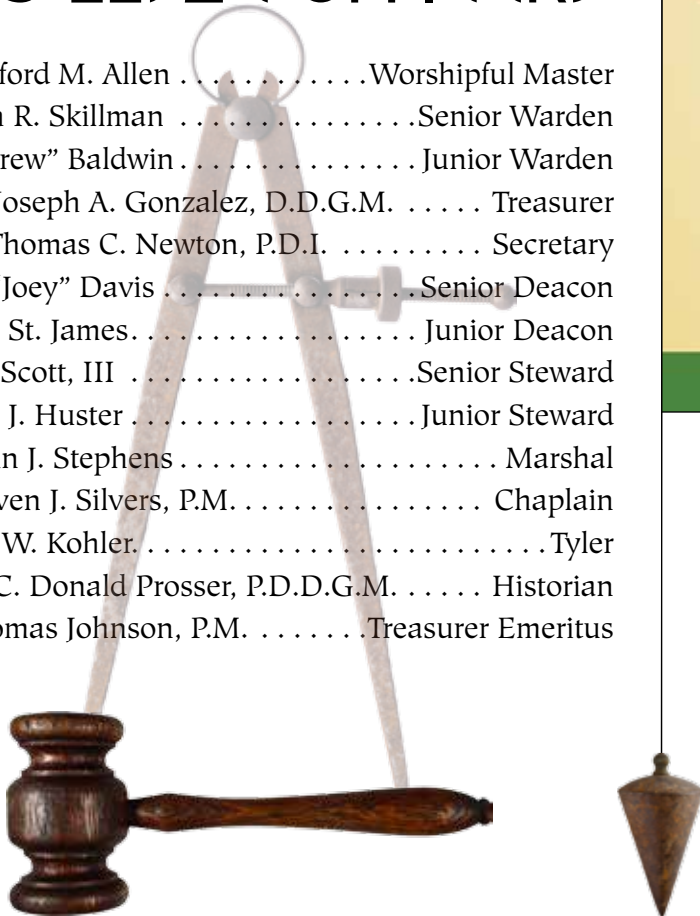 ford M. Allen . . . . . . . . . . . .Worshipful Master
R. Skillman . . . . . . . . . . . . . . .Senior Warden
rew” Baldwin . . . . . . . . . . . . . . . Junior Warden
Joseph A. Gonzalez, D.D.G.M. . . . . . Treasurer
Thomas C. Newton, P.D.I. . . . . . . . . . Secretary
“Joey” Davis . . . . . . . . . . . . . . . .Senior Deacon
St. James. . . . . . . . . . . . . . . . . . . Junior Deacon
Scott, III . . . . . . . . . . . . . . . . . .Senior Steward
J. Huster . . . . . . . . . . . . . . . . . . Junior Steward
n J. Stephens . . . . . . . . . . . . . . . . . . . . Marshal
ven J. Silvers, P.M. . . . . . . . . . . . . . . . Chaplain
W. Kohler. . . . . . . . . . . . . . . . . . . . . . . . . . .Tyler
C. Donald Prosser, P.D.D.G.M. . . . . . Historian
omas Johnson, P.M. . . . . . . .Treasurer Emeritus